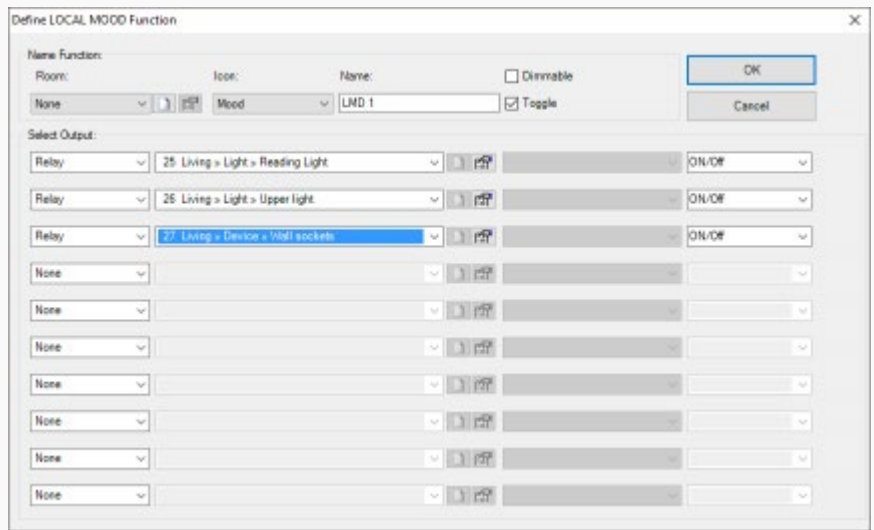 Define LOCAL MOOD Function
Name Function:
Room: Icon: Name: Dimmable OK
None Mood LMD 1 Toggle Cancel
Select Output:
Relay 25 Living » Light » Reading Light ON/Off
Relay 26 Living » Light » Upper light ON/Off
Relay 27 Living » Device » Wall sockets ON/Off
None
None
None
None
None
None
None